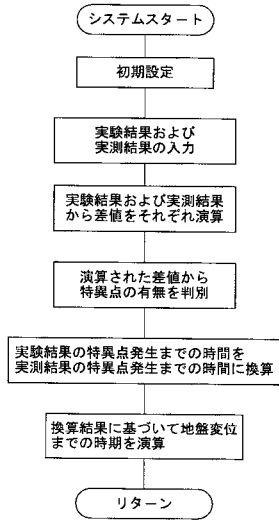 システムスタート
初期設定
実験結果および
実測結果の入力
実験結果および実測結果
から差値をそれぞれ演算
演算された差値から
特異点の有無を判別
実験結果の特異点発生までの時間を
実測結果の特異点発生までの時間に換算
換算結果に基づいて地盤変位
までの時期を演算
リターン